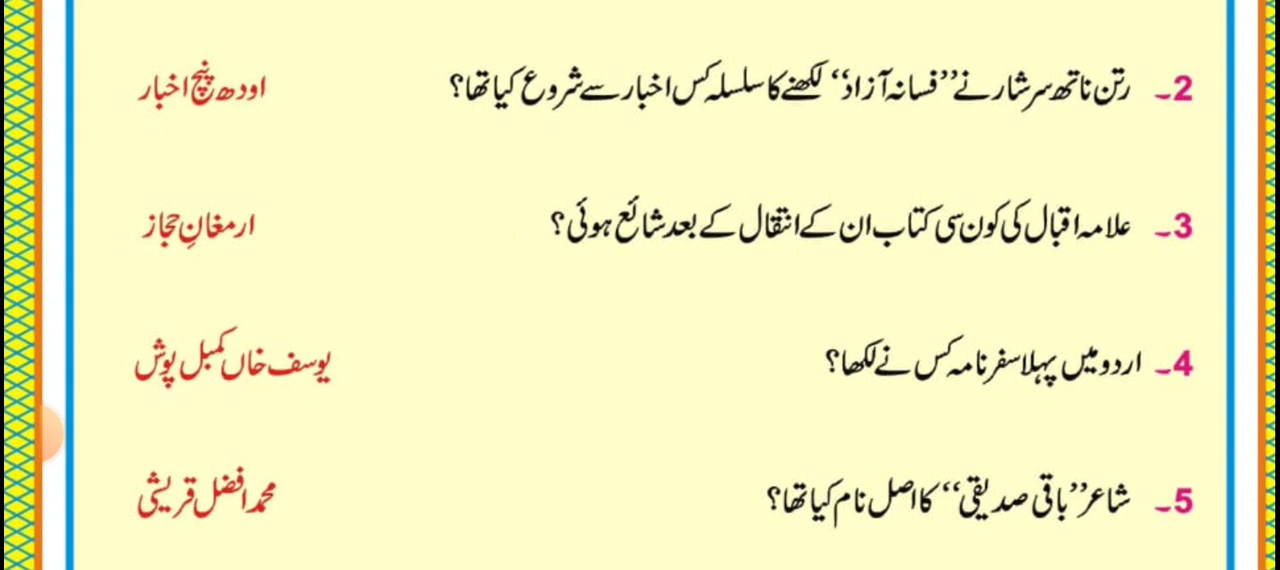 2۔ رتن ناتھ سرشار نے ’’فسانہ آزاد‘‘ لکھنے کا سلسلہ کس اخبار سے شروع کیا تھا؟ اودھ پنچ اخبار
3۔ علامہ اقبال کی کون سی کتاب ان کے انتقال کے بعد شائع ہوئی؟ ارمغانِ حجاز
4۔ اردو میں پہلا سفرنامہ کس نے لکھا؟ یوسف خاں کمبل پوش
5۔ شاعر ’’باقی صدیقی‘‘ کا اصل نام کیا تھا؟ محمد افضل قریشی